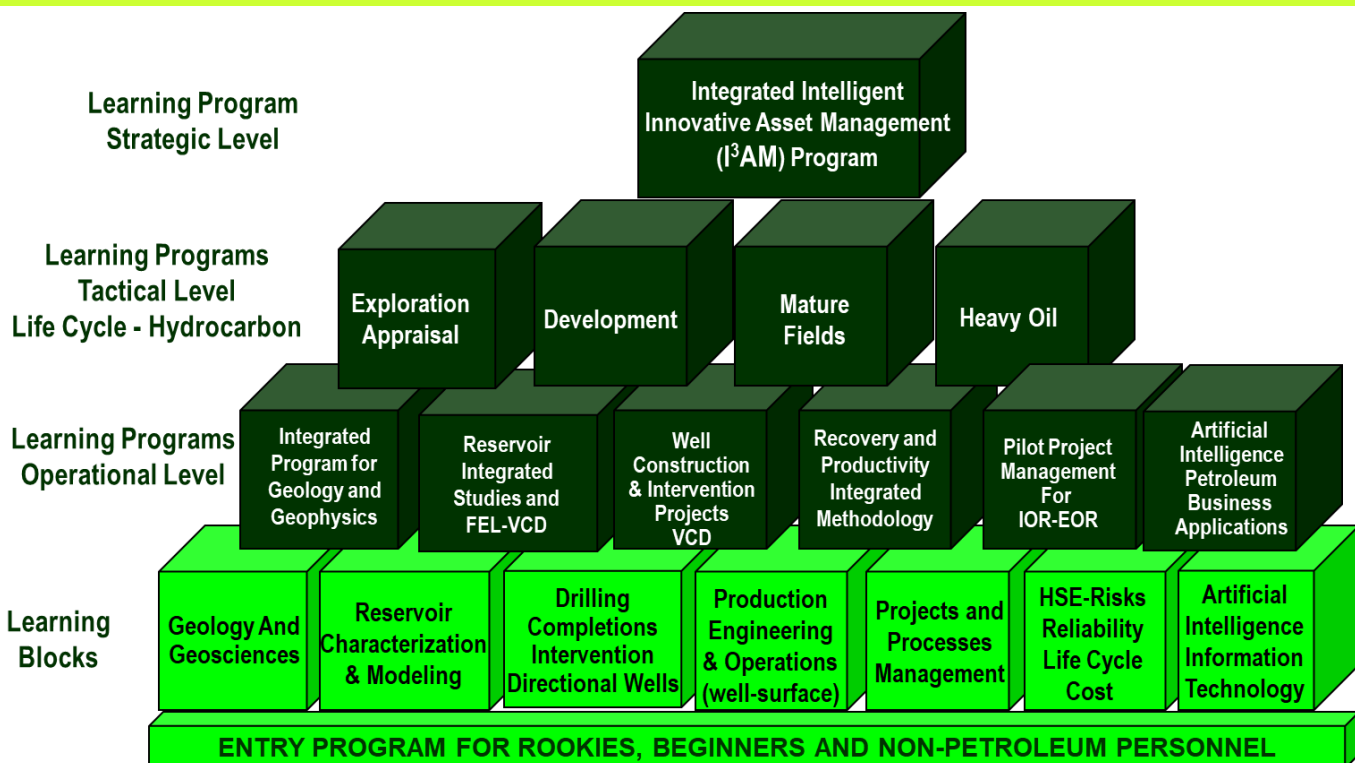 Learning Program
Strategic Level
Integrated Intelligent
Innovative Asset Management
(I³AM) Program
Learning Programs
Tactical Level
Life Cycle - Hydrocarbon
Exploration
Appraisal
Development
Mature
Fields
Heavy Oil
Learning Programs
Operational Level
Integrated
Program for
Geology and
Geophysics
Reservoir
Integrated
Studies and
FEL-VCD
Well
Construction
& Intervention
Projects
VCD
Recovery and
Productivity
Integrated
Methodology
Pilot Project
Management
For
IOR-EOR
Artificial
Intelligence
Petroleum
Business
Applications
Learning
Blocks
Geology And
Geosciences
Reservoir
Characterization
& Modeling
Drilling
Completions
Intervention
Directional Wells
Production
Engineering
& Operations
(well-surface)
Projects and
Processes
Management
HSE-Risks
Reliability
Life Cycle
Cost
Artificial
Intelligence
Information
Technology
ENTRY PROGRAM FOR ROOKIES, BEGINNERS AND NON-PETROLEUM PERSONNEL